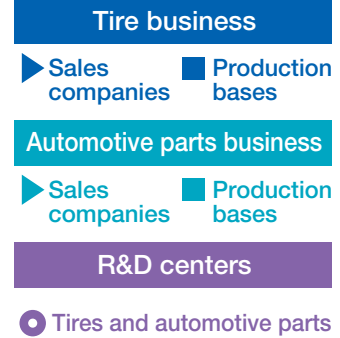 Tire business
Sales companies
Production bases
Automotive parts business
Sales companies
Production bases
R&D centers
Tires and automotive parts